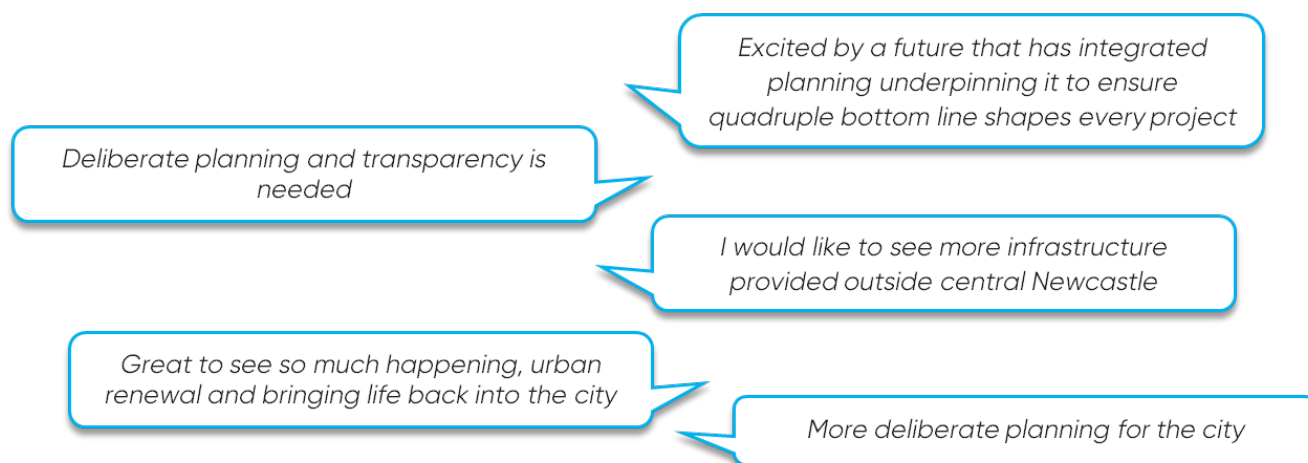 Excited by a future that has integrated
planning underpinning it to ensure
quadruple bottom line shapes every project
Deliberate planning and transparency is
needed
I would like to see more infrastructure
provided outside central Newcastle
Great to see so much happening, urban
renewal and bringing life back into the city
More deliberate planning for the city